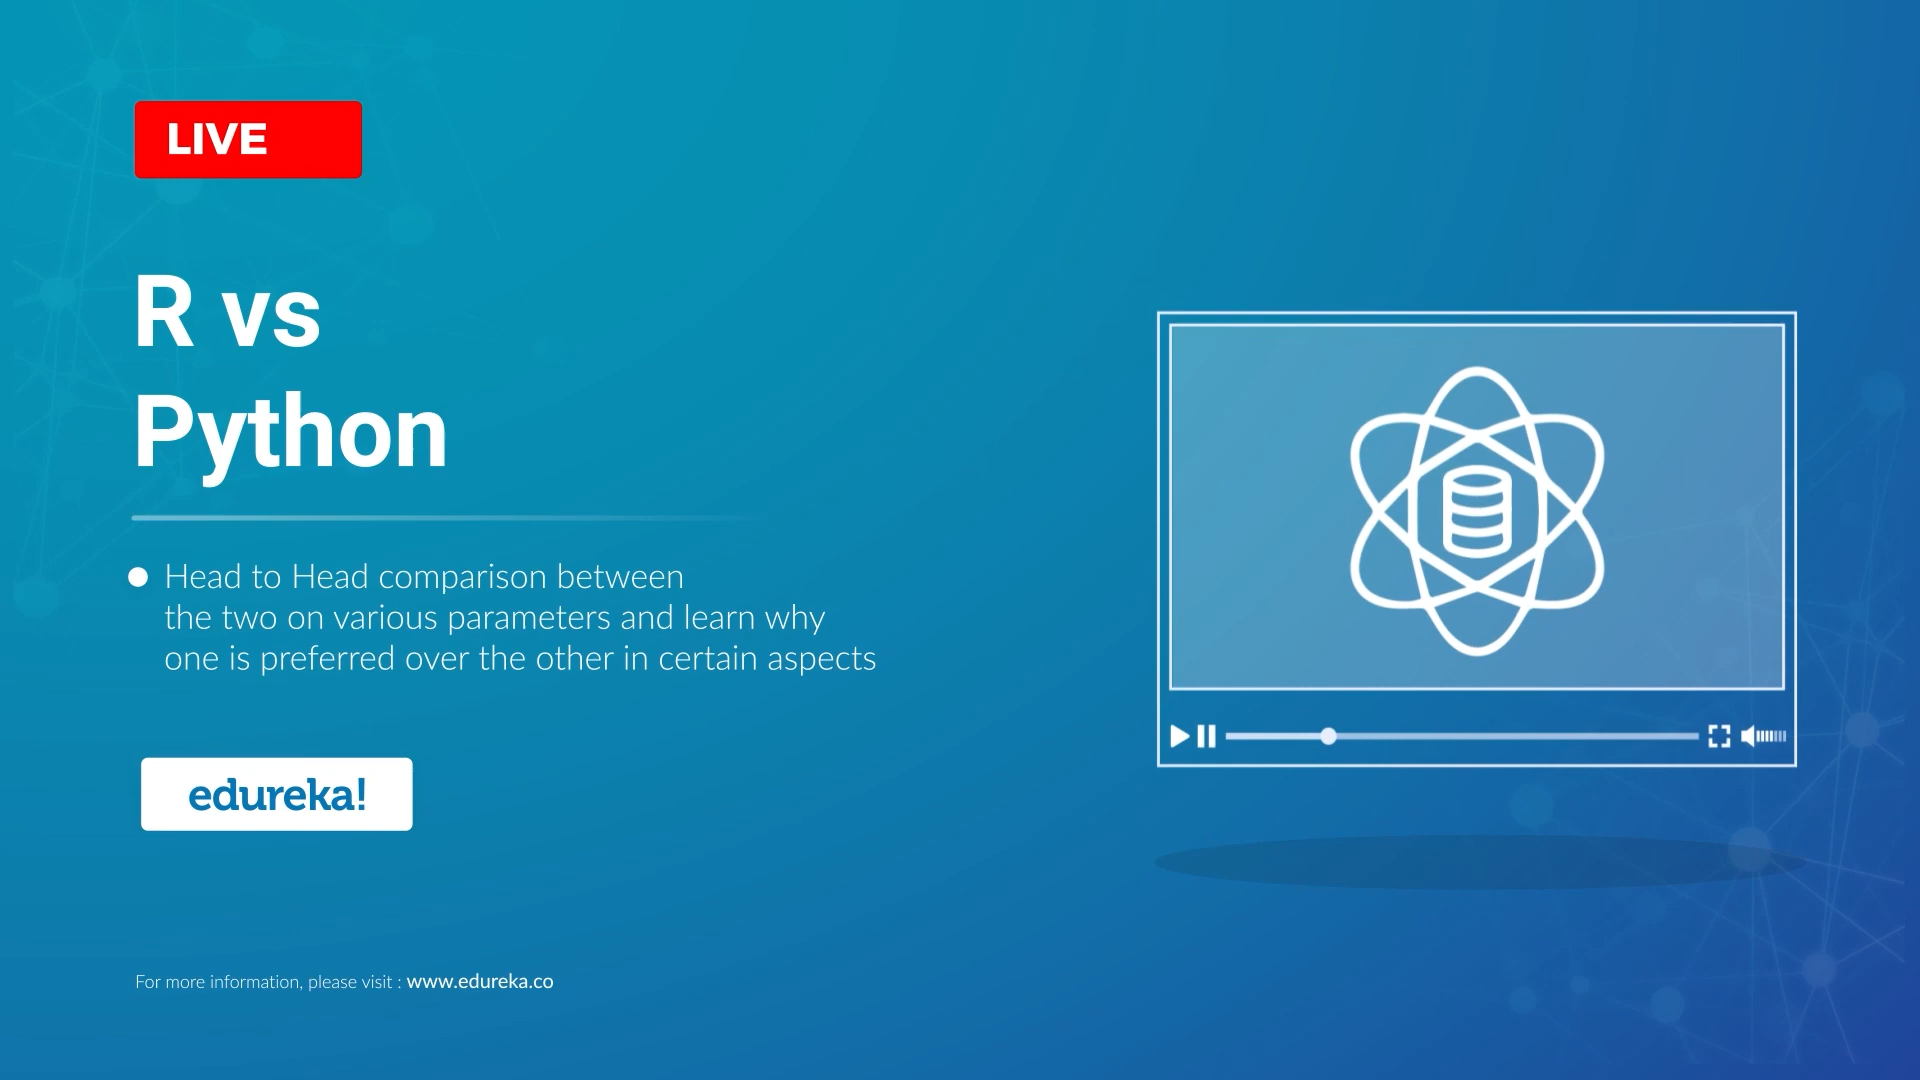 LIVE
R vs
Python
Head to Head comparison between
the two on various parameters and learn why
one is preferred over the other in certain aspects
edureka!
For more information, please visit : www.edureka.co